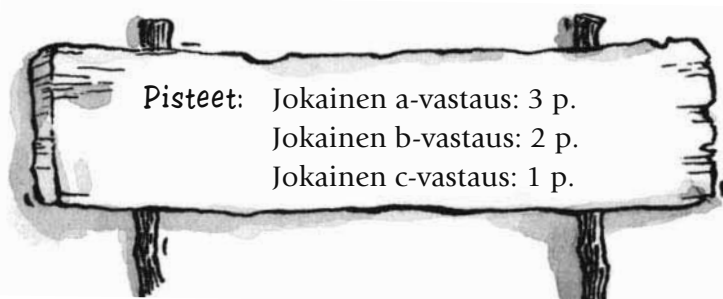 Pisteet: Jokainen a-vastaus: 3 p.
Jokainen b-vastaus: 2 p.
Jokainen c-vastaus: 1 p.